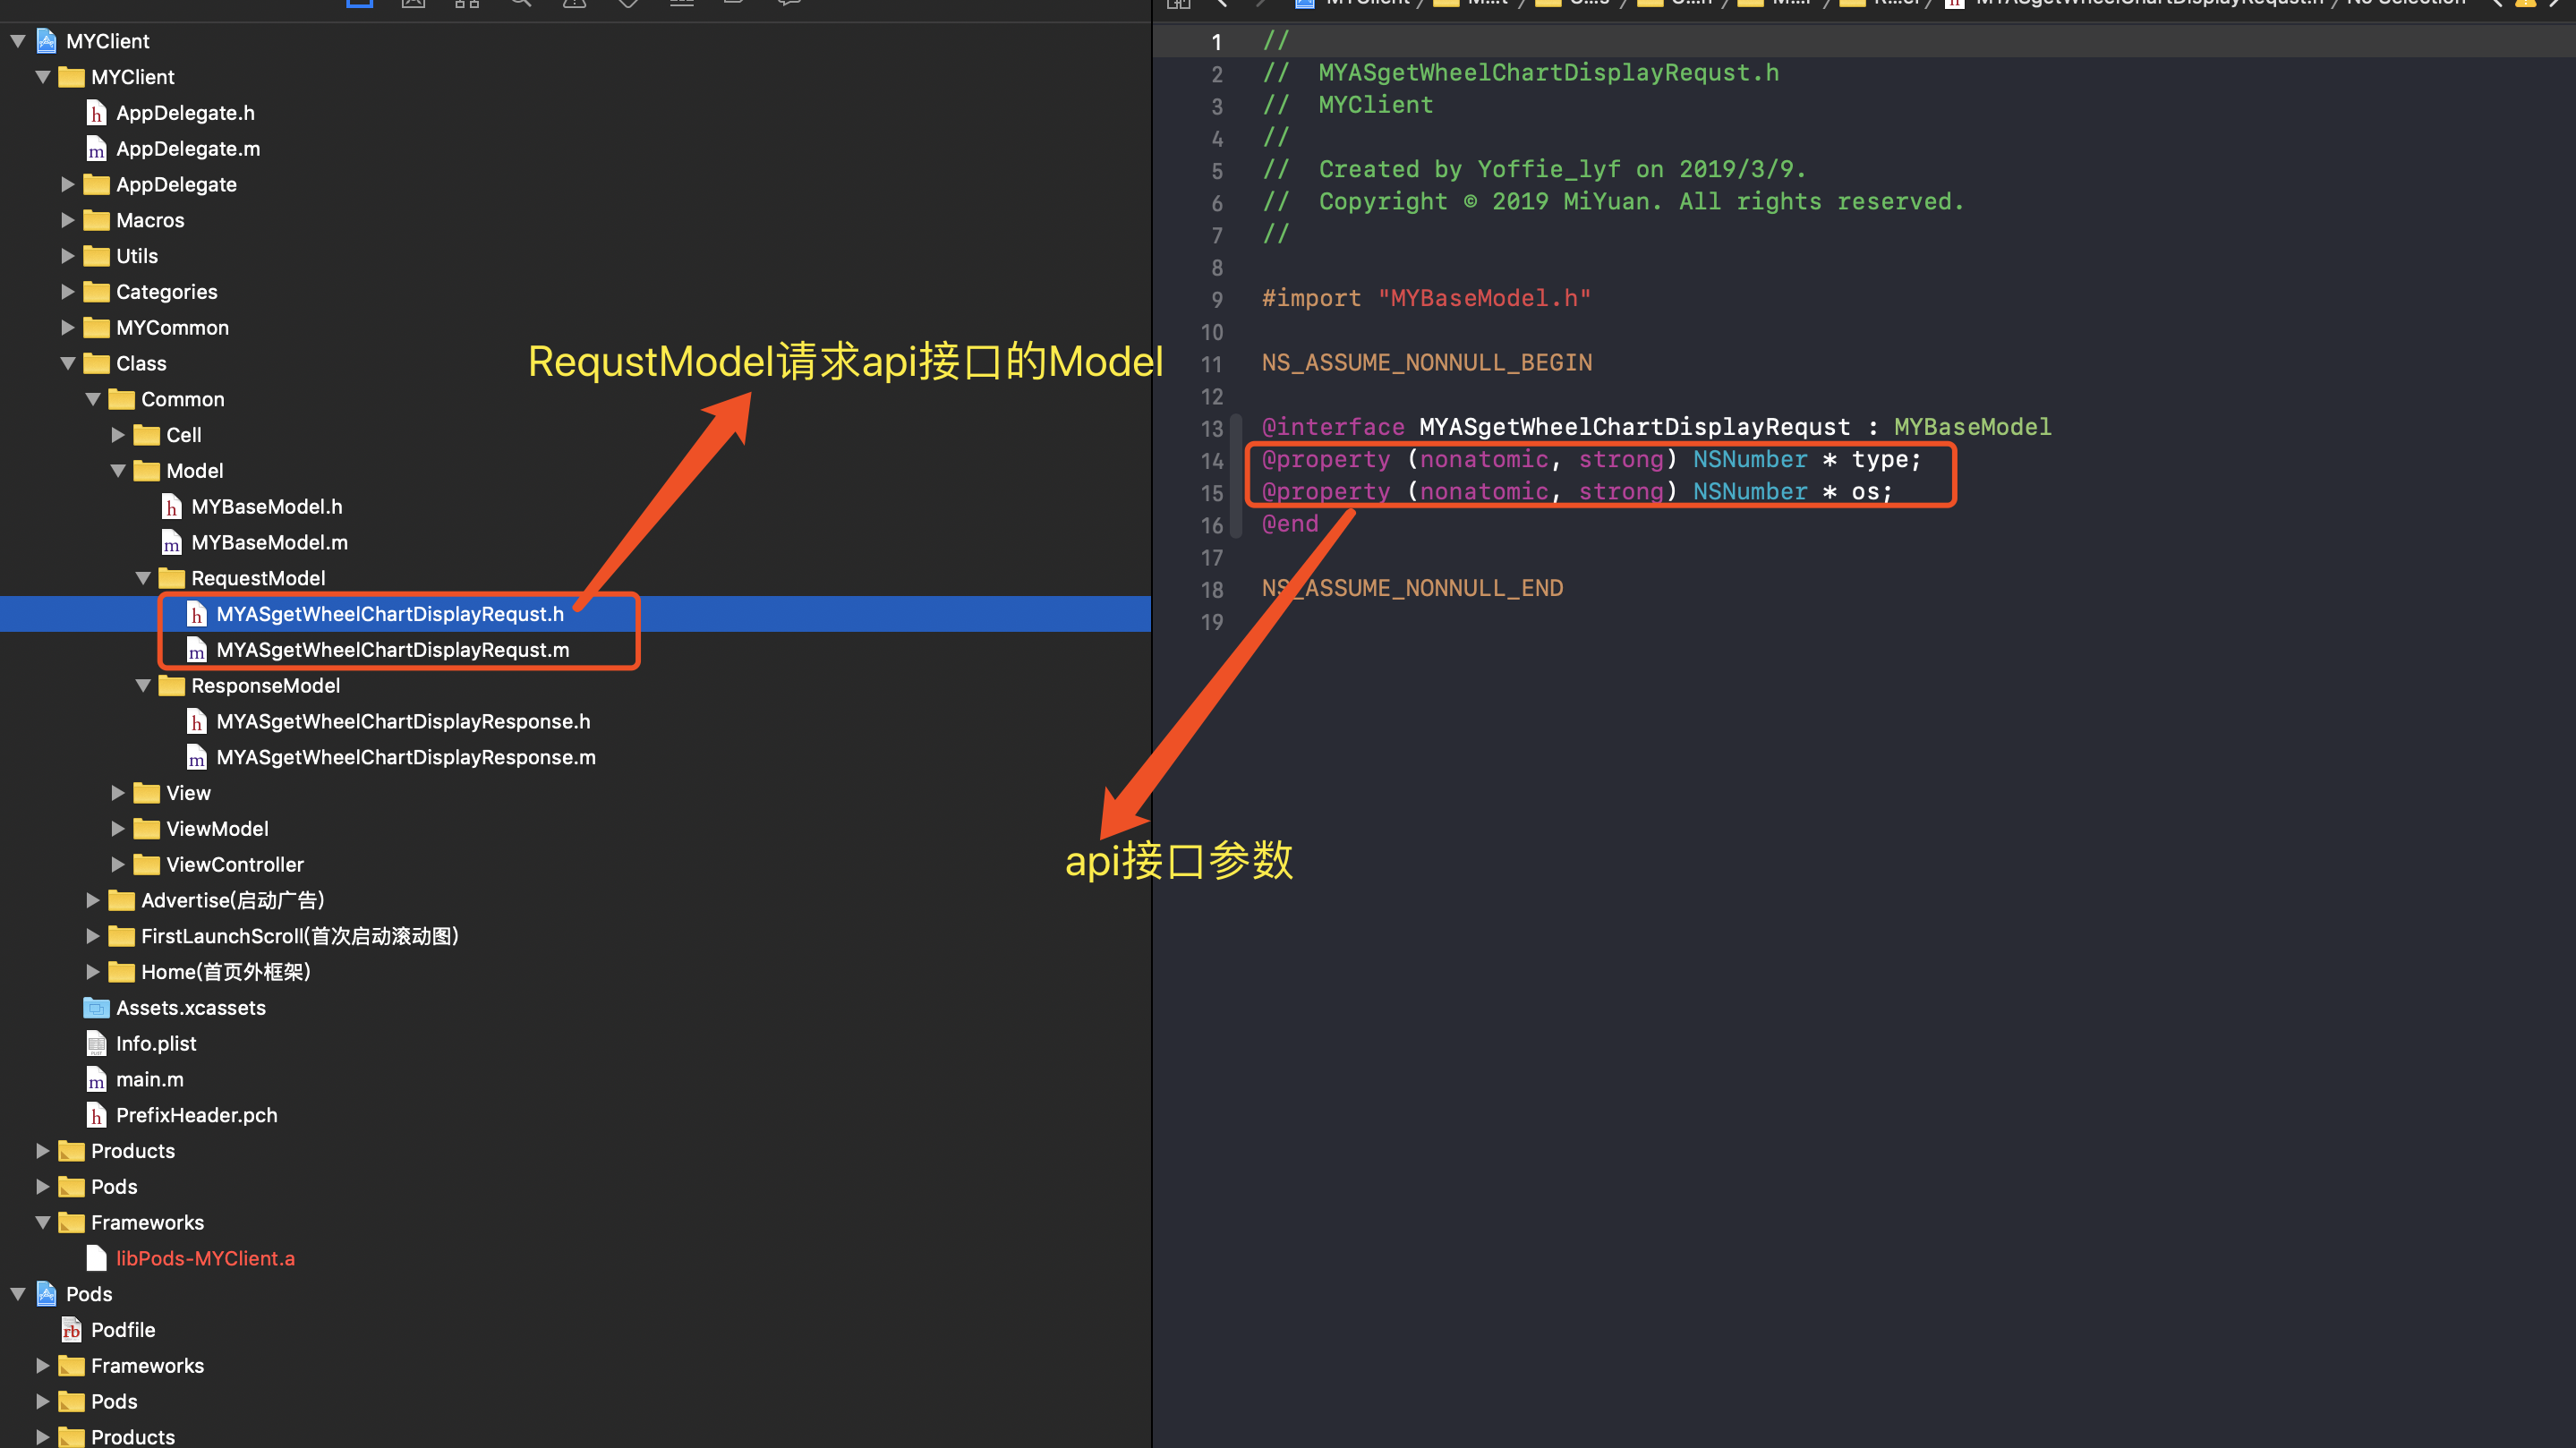 MYClient
MYClient
AppDelegate.h
AppDelegate.m
AppDelegate
Macros
Utils
Categories
MYCommon
Class
Common
Cell
Model
MYBaseModel.h
MYBaseModel.m
RequestModel
MYASgetWheelChartDisplayRequst.h
MYASgetWheelChartDisplayRequst.m
ResponseModel
MYASgetWheelChartDisplayResponse.h
MYASgetWheelChartDisplayResponse.m
View
ViewModel
ViewController
Advertise(启动广告)
FirstLaunchScroll(首次启动滚动图)
Home(首页外框架)
Assets.xcassets
Info.plist
main.m
PrefixHeader.pch
Products
Pods
Frameworks
libPods-MYClient.a
Pods
Podfile
Frameworks
Pods
Products
RequstModel请求api接口的Model
api接口参数
1 //
2 //  MYASgetWheelChartDisplayRequst.h
3 //  MYClient
4 //
5 //  Created by Yoffie_lyf on 2019/3/9.
6 //  Copyright © 2019 MiYuan. All rights reserved.
7 //
8
9 #import "MYBaseModel.h"
10
11 NS_ASSUME_NONNULL_BEGIN
12
13 @interface MYASgetWheelChartDisplayRequst : MYBaseModel
14 @property (nonatomic, strong) NSNumber * type;
15 @property (nonatomic, strong) NSNumber * os;
16 @end
17
18 NS_ASSUME_NONNULL_END
19